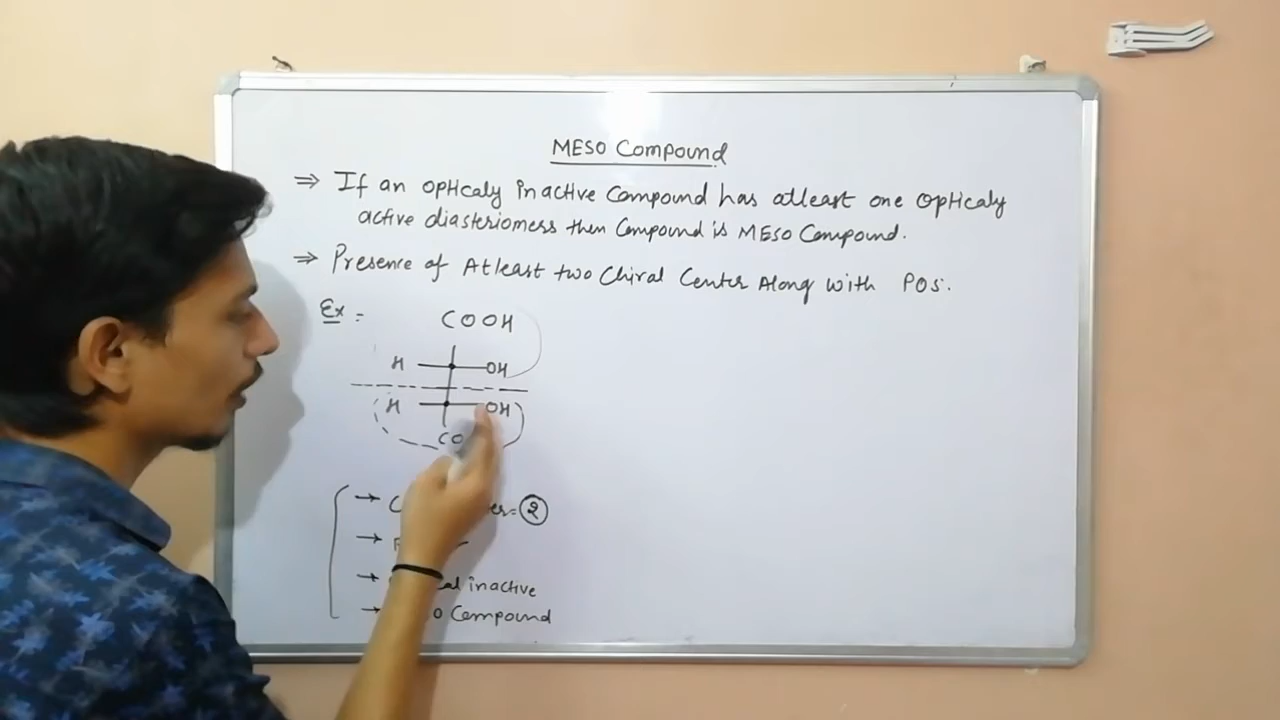 MESO Compound
⇒ If an opticaly inactive Compound has atleast one opticaly
active diasteriomess then Compound is MESO Compound.
⇒ Presence of Atleast two Chiral Center Along with POS.
Ex =
COOH
H OH
H OH
→ 2
→
→ inactive
→ Compound